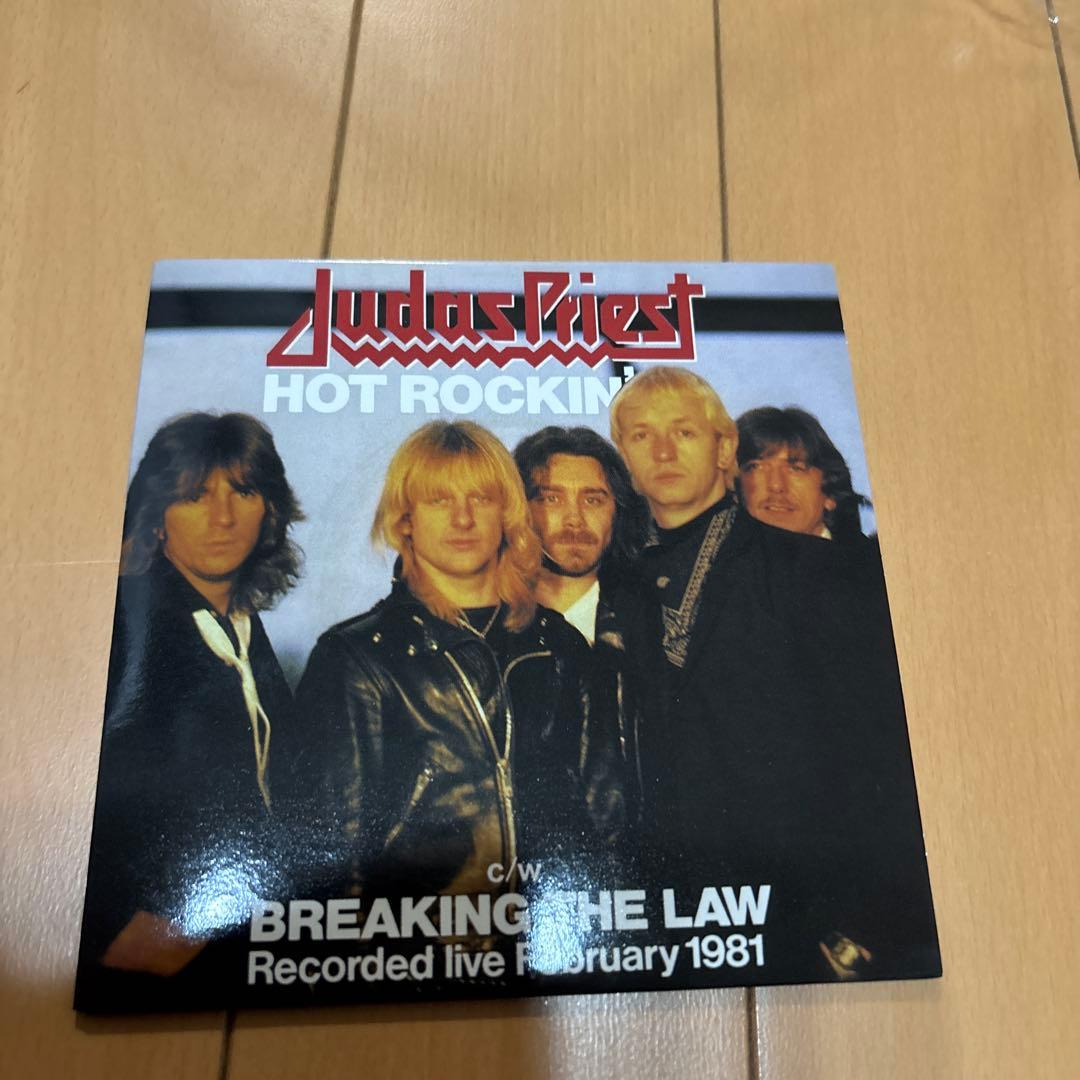 Judas Priest
HOT ROCKIN'
c/w
BREAKING THE LAW
Recorded live February 1981